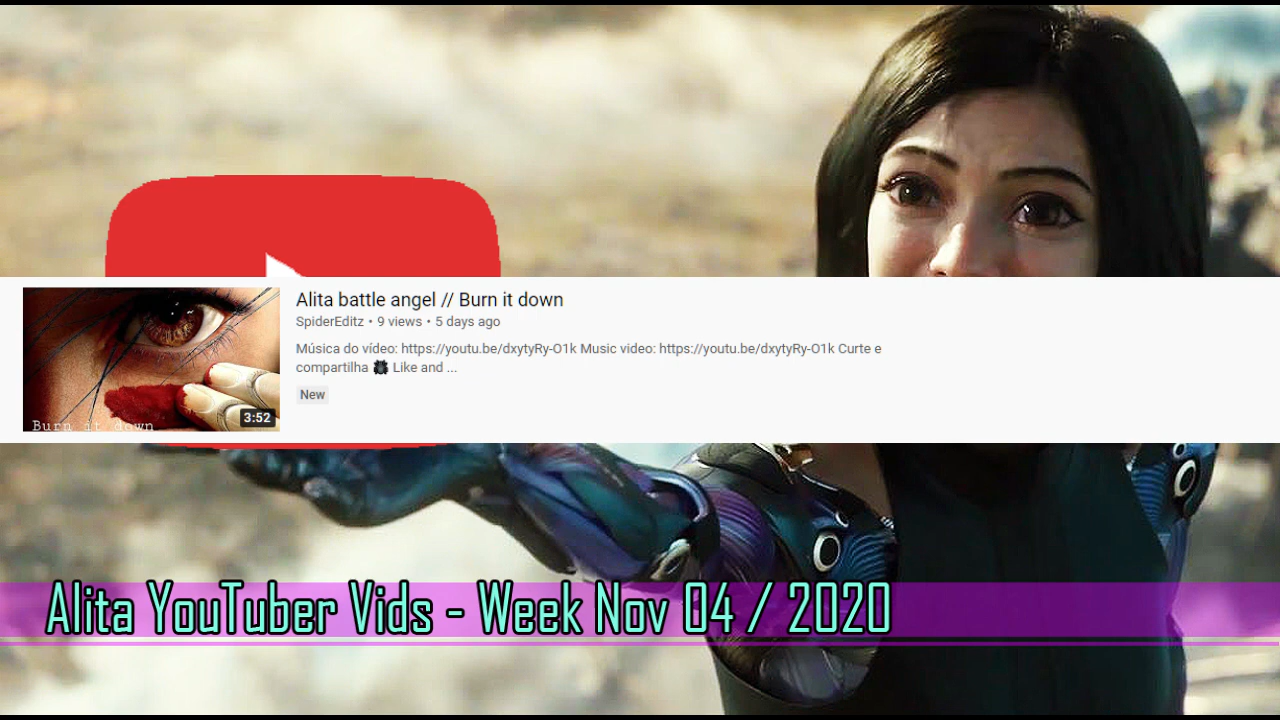 Alita battle angel // Burn it down
SpiderEditz • 9 views • 5 days ago
Música do vídeo: https://youtu.be/dxytyRy-O1k Music video: https://youtu.be/dxytyRy-O1k Curte e
compartilha 🕷 Like and ...
New
3:52
Burn it down
Alita YouTuber Vids - Week Nov 04 / 2020